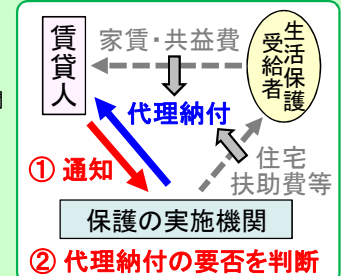 賃貸人
家賃・共益費
生活保護
受給者
代理納付
① 通知
住宅
扶助費等
保護の実施機関
② 代理納付の要否を判断